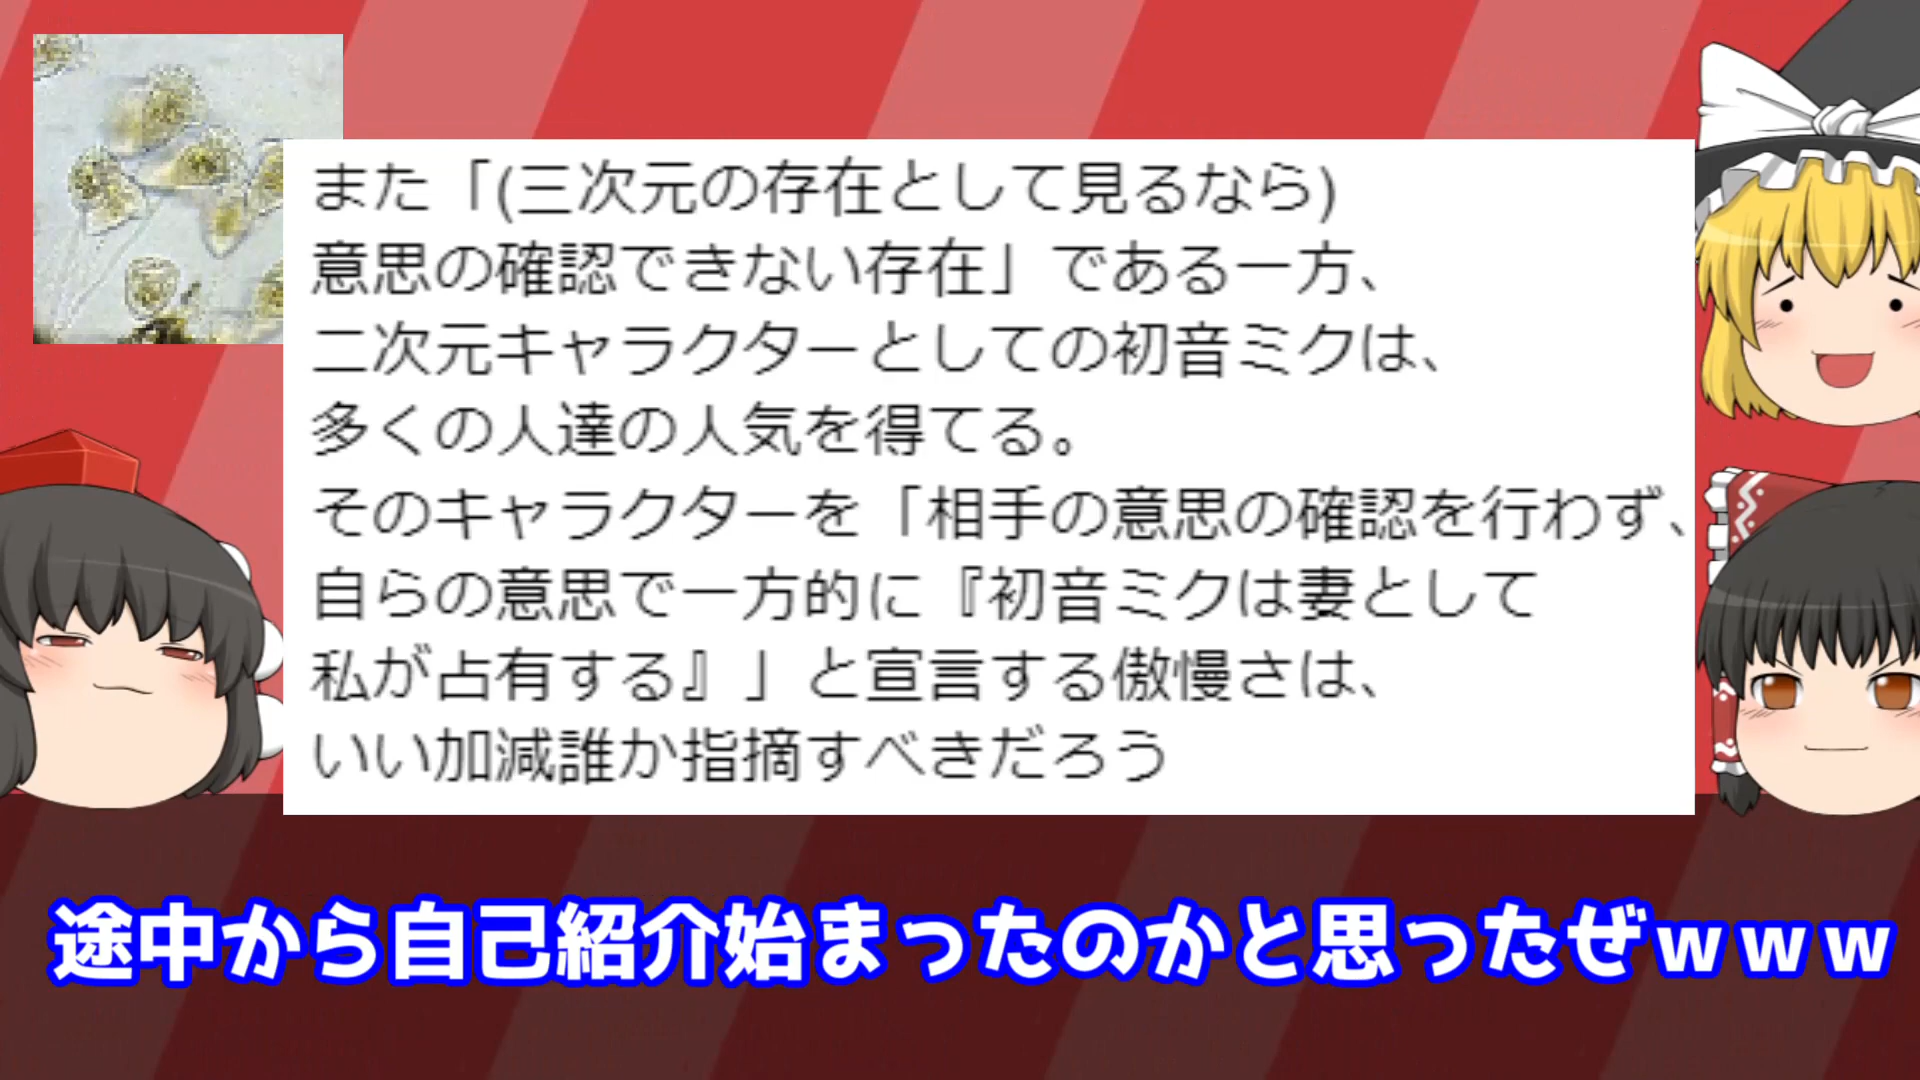 また「(三次元の存在として見るなら)
意思の確認できない存在」である一方、
二次元キャラクターとしての初音ミクは、
多くの人達の人気を得てる。
そのキャラクターを「相手の意思の確認を行わず、
自らの意思で一方的に『初音ミクは妻として
私が占有する』」と宣言する傲慢さは、
いい加減誰か指摘すべきだろう
途中から自己紹介始まったのかと思ったぜｗｗｗ